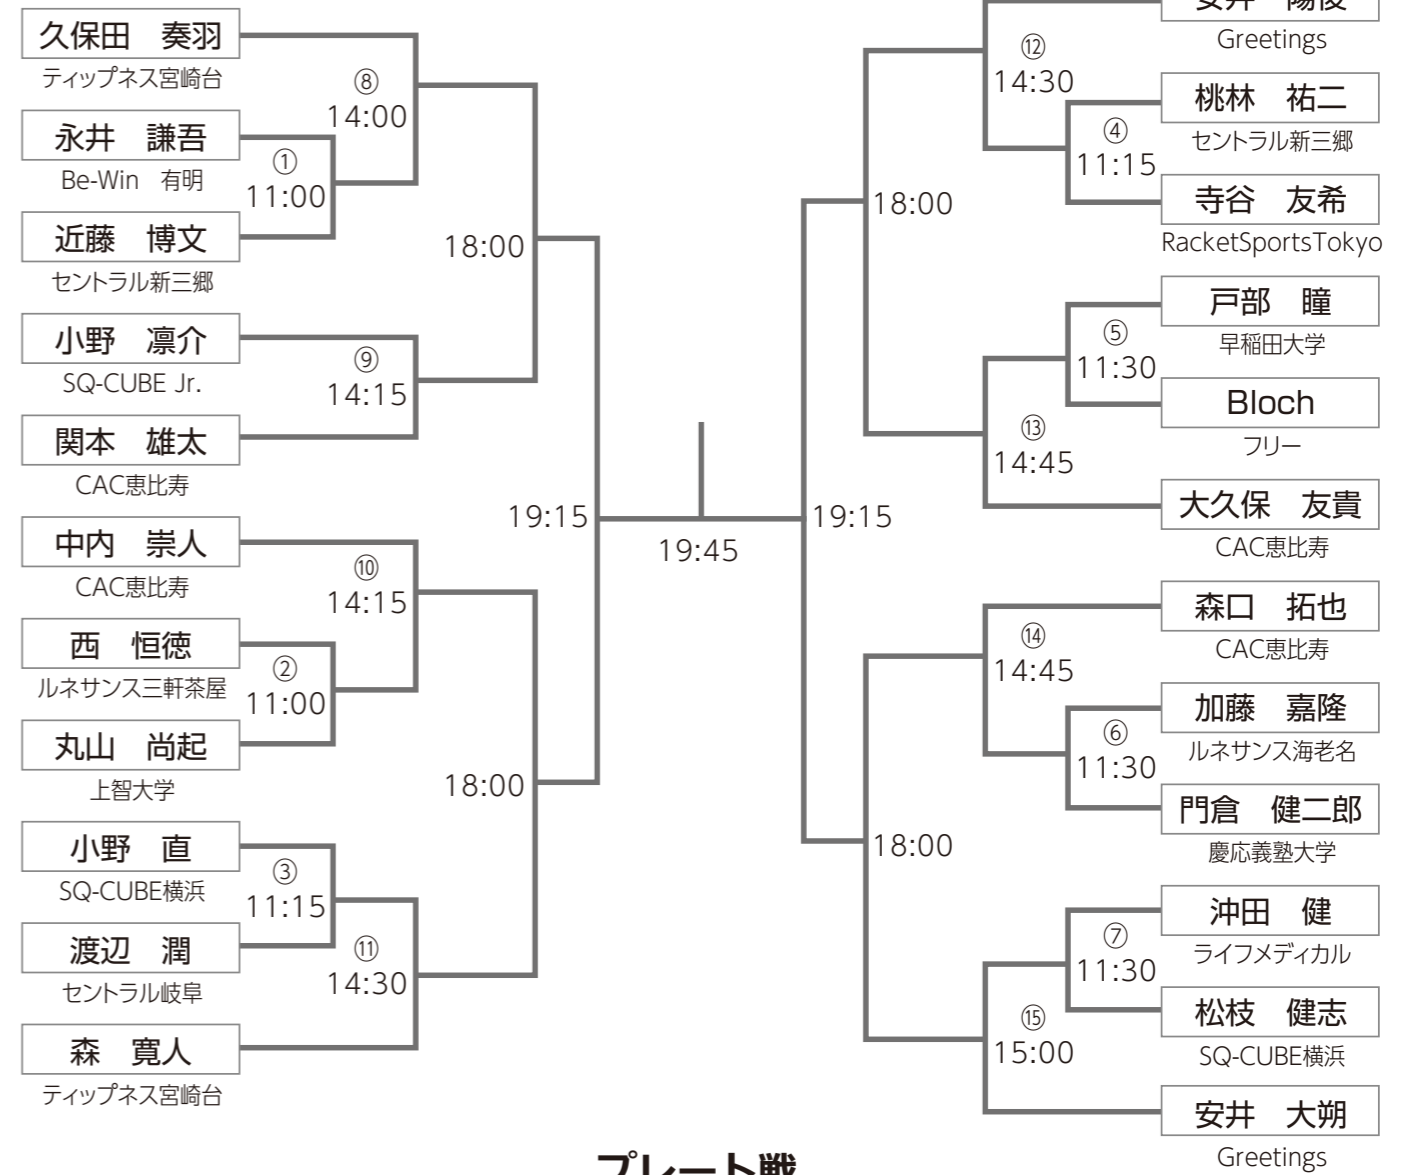 久保田　奏羽
ティップネス宮崎台
⑧
14:00
永井　謙吾
Be-Win　有明
①
11:00
近藤　博文
セントラル新三郷
18:00
小野　凛介
SQ-CUBE Jr.
⑨
14:15
関本　雄太
CAC恵比寿
19:15
中内　崇人
CAC恵比寿
⑩
14:15
西　恒徳
ルネサンス三軒茶屋
②
11:00
丸山　尚起
上智大学
18:00
小野　直
SQ-CUBE横浜
③
11:15
渡辺　潤
セントラル岐阜
⑪
14:30
森　寛人
ティップネス宮崎台
19:45
安井　陽俊
Greetings
⑫
14:30
桃林　祐二
セントラル新三郷
④
11:15
寺谷　友希
RacketSportsTokyo
18:00
戸部　瞳
早稲田大学
⑤
11:30
Bloch
フリー
⑬
14:45
大久保　友貴
CAC恵比寿
19:15
森口　拓也
CAC恵比寿
⑭
14:45
加藤　嘉隆
ルネサンス海老名
⑥
11:30
門倉　健二郎
慶応義塾大学
18:00
沖田　健
ライフメディカル
⑦
11:30
松枝　健志
SQ-CUBE横浜
⑮
15:00
安井　大朔
Greetings
プレート戦